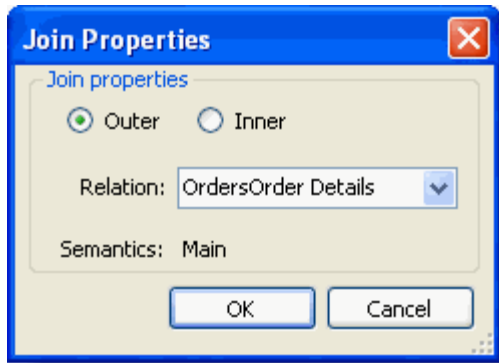 Join Properties
Join properties
Outer Inner
Relation: OrdersOrder Details
Semantics: Main
OK Cancel